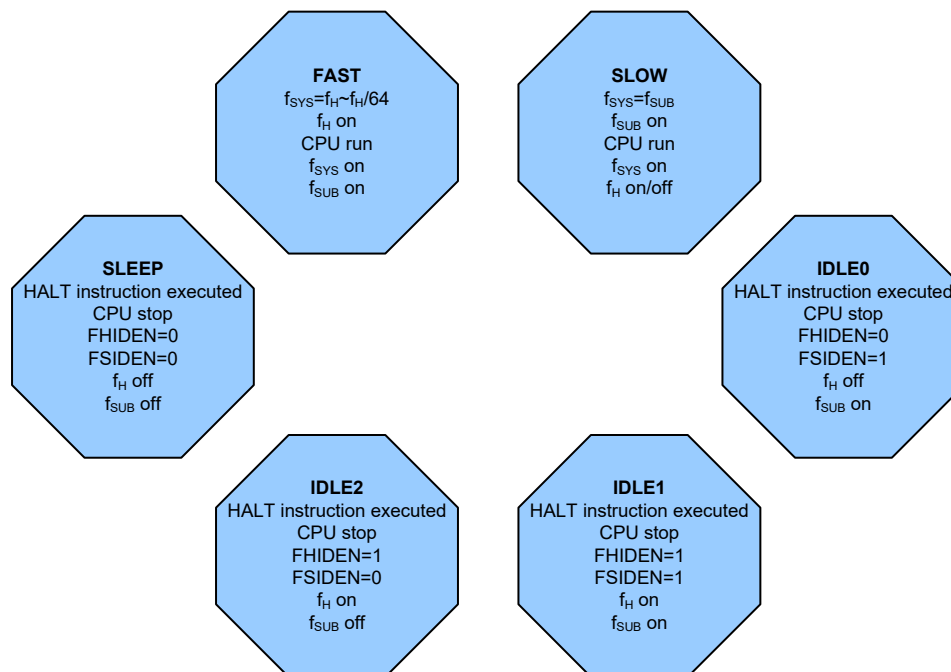 FAST
fSYS=fH~fH/64
fH on
CPU run
fSYS on
fSUB on
SLOW
fSYS=fSUB
fSUB on
CPU run
fSYS on
fH on/off
SLEEP
HALT instruction executed
CPU stop
FHIDEN=0
FSIDEN=0
fH off
fSUB off
IDLE0
HALT instruction executed
CPU stop
FHIDEN=0
FSIDEN=1
fH off
fSUB on
IDLE2
HALT instruction executed
CPU stop
FHIDEN=1
FSIDEN=0
fH on
fSUB off
IDLE1
HALT instruction executed
CPU stop
FHIDEN=1
FSIDEN=1
fH on
fSUB on